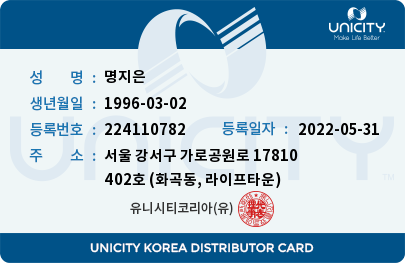 UNICITY
Make Life Better
성 명 : 명지은
생년월일 : 1996-03-02
등록번호 : 224110782 등록일자 : 2022-05-31
주 소 : 서울 강서구 가로공원로 17810
402호 (화곡동, 라이프타운)
유니시티코리아(유)
UNICITY
UNICITY KOREA DISTRIBUTOR CARD